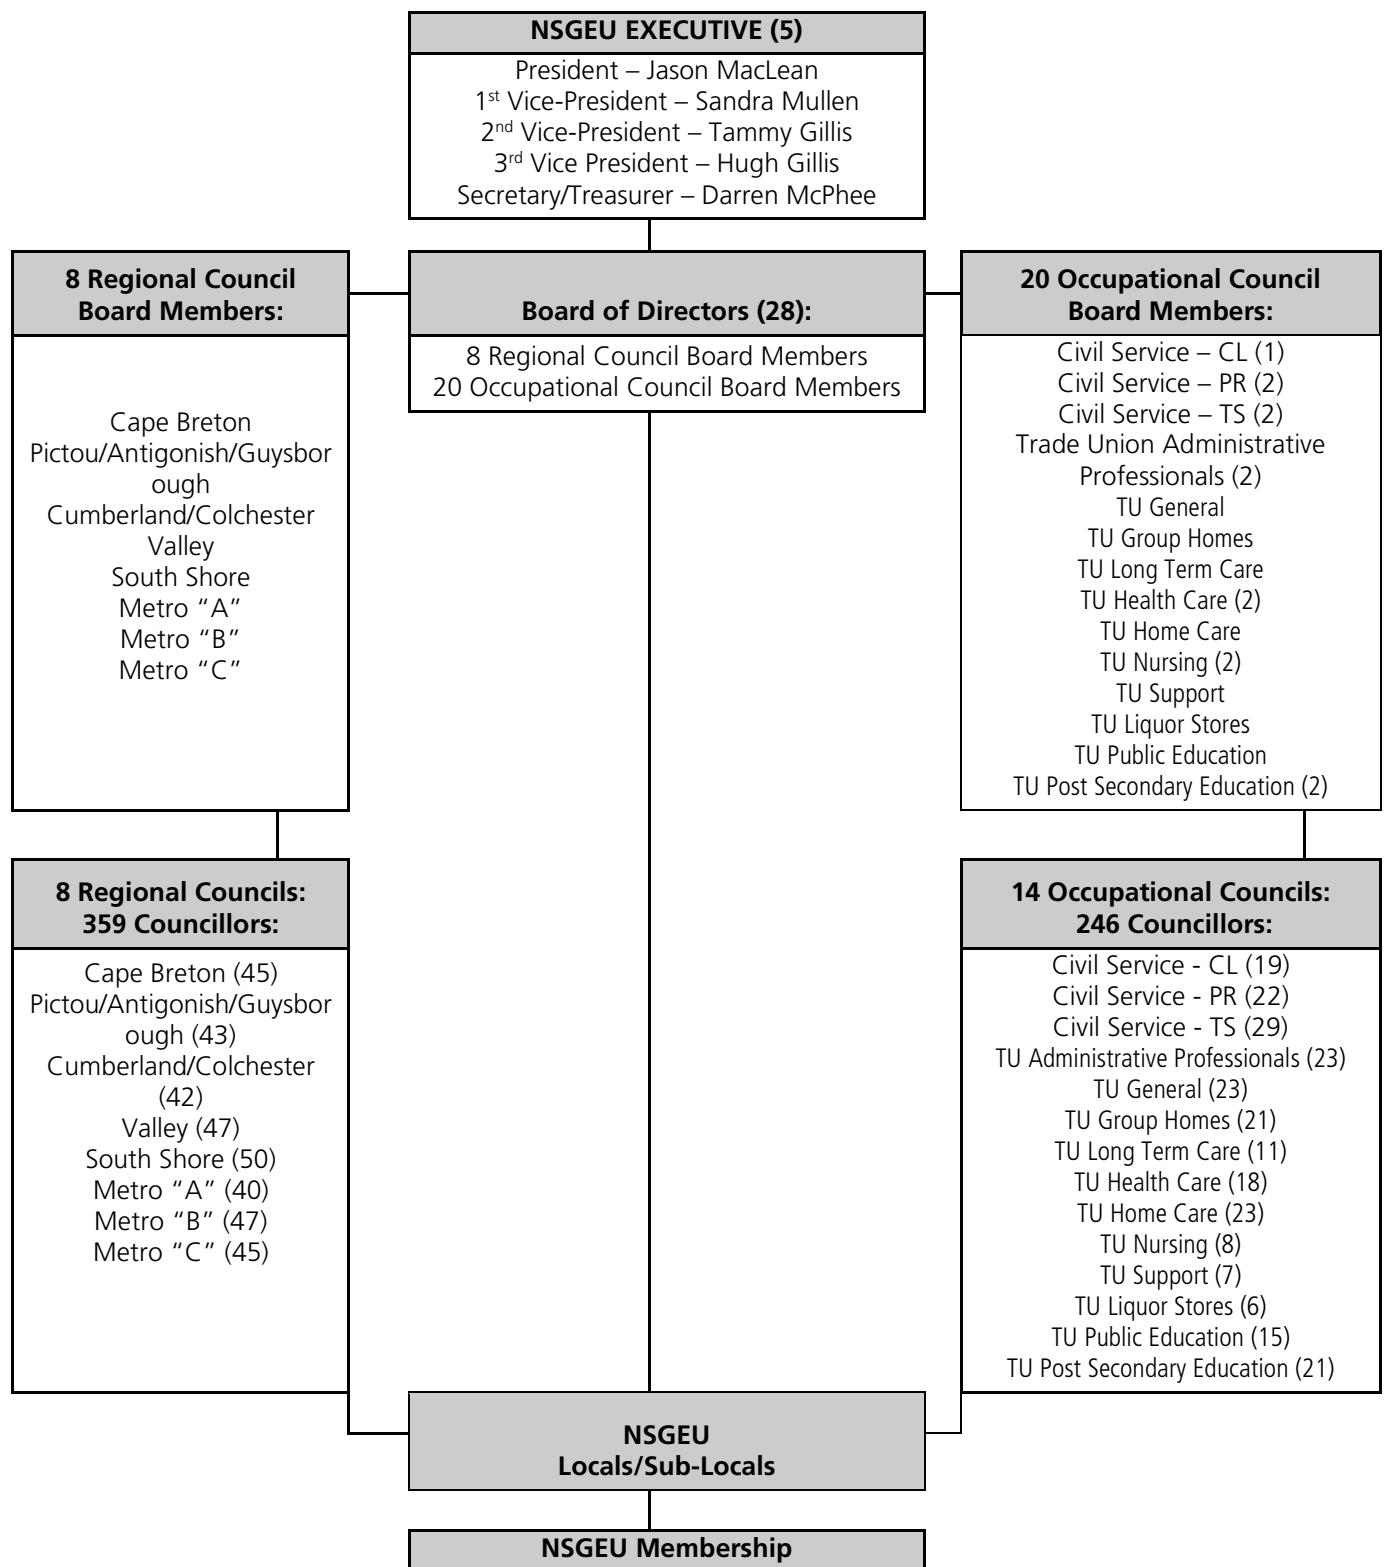 NSGEU EXECUTIVE (5)
President – Jason MacLean
1st Vice-President – Sandra Mullen
2nd Vice-President – Tammy Gillis
3rd Vice President – Hugh Gillis
Secretary/Treasurer – Darren McPhee
8 Regional Council
Board Members:
Cape Breton
Pictou/Antigonish/Guysbor
ough
Cumberland/Colchester
Valley
South Shore
Metro “A”
Metro “B”
Metro “C”
Board of Directors (28):
8 Regional Council Board Members
20 Occupational Council Board Members
20 Occupational Council
Board Members:
Civil Service – CL (1)
Civil Service – PR (2)
Civil Service – TS (2)
Trade Union Administrative
Professionals (2)
TU General
TU Group Homes
TU Long Term Care
TU Health Care (2)
TU Home Care
TU Nursing (2)
TU Support
TU Liquor Stores
TU Public Education
TU Post Secondary Education (2)
8 Regional Councils:
359 Councillors:
Cape Breton (45)
Pictou/Antigonish/Guysbor
ough (43)
Cumberland/Colchester
(42)
Valley (47)
South Shore (50)
Metro “A” (40)
Metro “B” (47)
Metro “C” (45)
14 Occupational Councils:
246 Councillors:
Civil Service - CL (19)
Civil Service - PR (22)
Civil Service - TS (29)
TU Administrative Professionals (23)
TU General (23)
TU Group Homes (21)
TU Long Term Care (11)
TU Health Care (18)
TU Home Care (23)
TU Nursing (8)
TU Support (7)
TU Liquor Stores (6)
TU Public Education (15)
TU Post Secondary Education (21)
NSGEU
Locals/Sub-Locals
NSGEU Membership